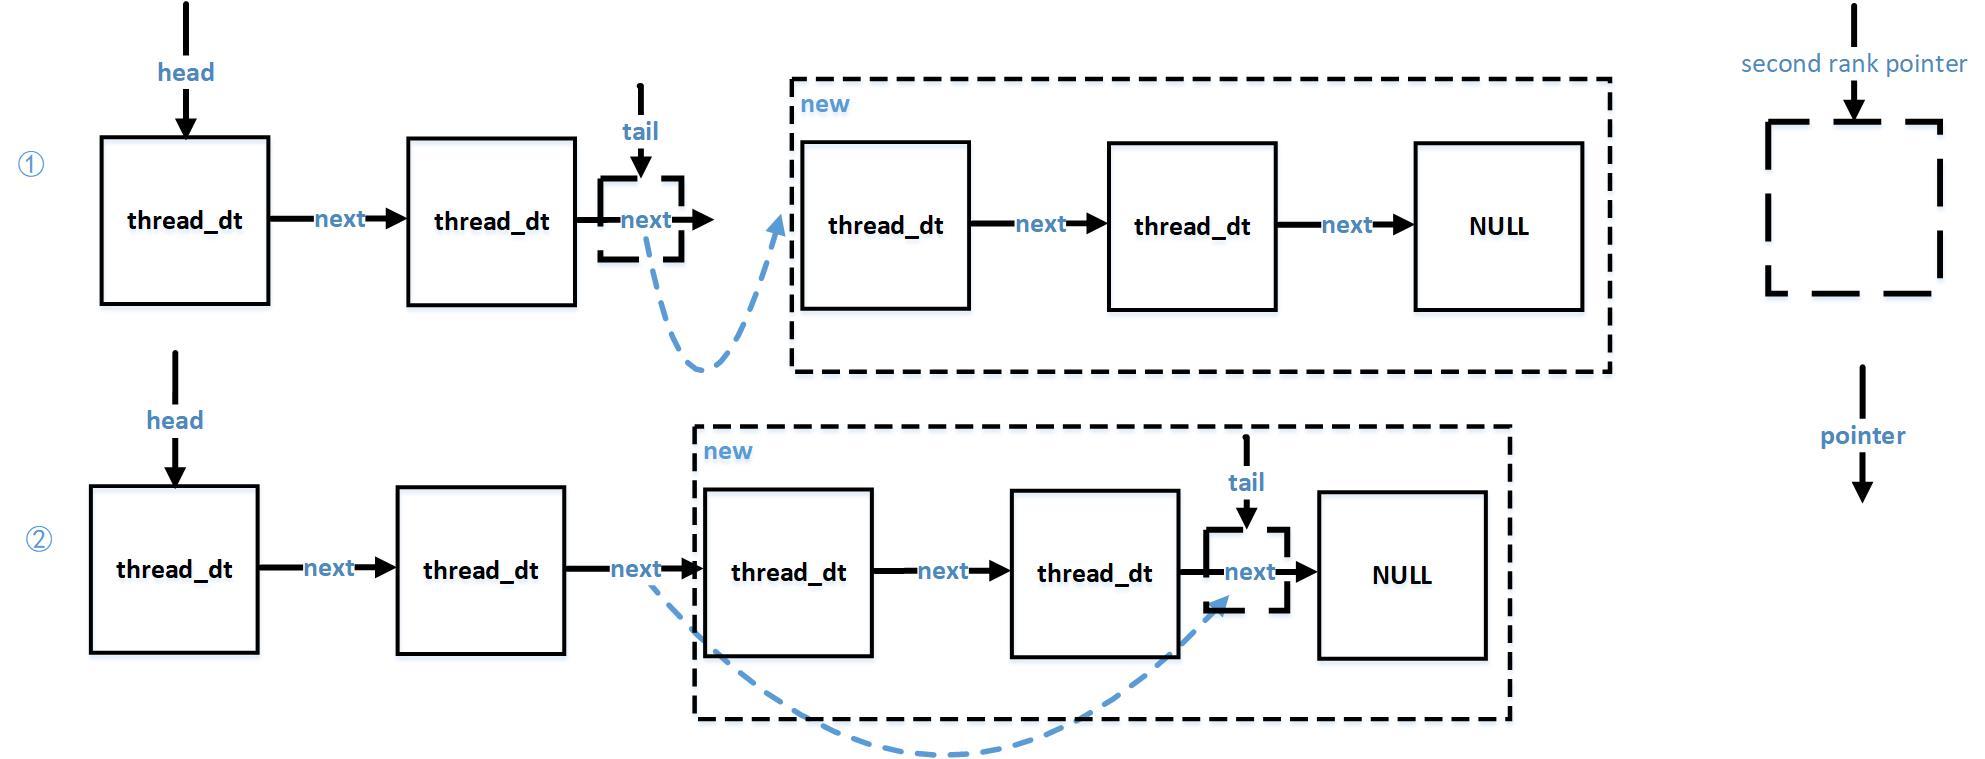 head
second rank pointer
new
tail
①
thread_dt
next
thread_dt
next
thread_dt
next
thread_dt
next
NULL
head
pointer
new
tail
②
thread_dt
next
thread_dt
next
thread_dt
next
thread_dt
next
NULL